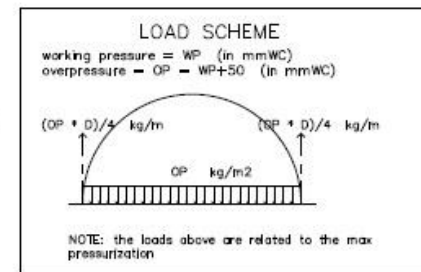 LOAD SCHEME
working pressure = WP (in mmWC)
overpressure = OP = WP+50 (in mmWC)
(OP * D)/4 kg/m
(OP * D)/4 kg/m
OP kg/m2
NOTE: the loads above are related to the max
pressurization